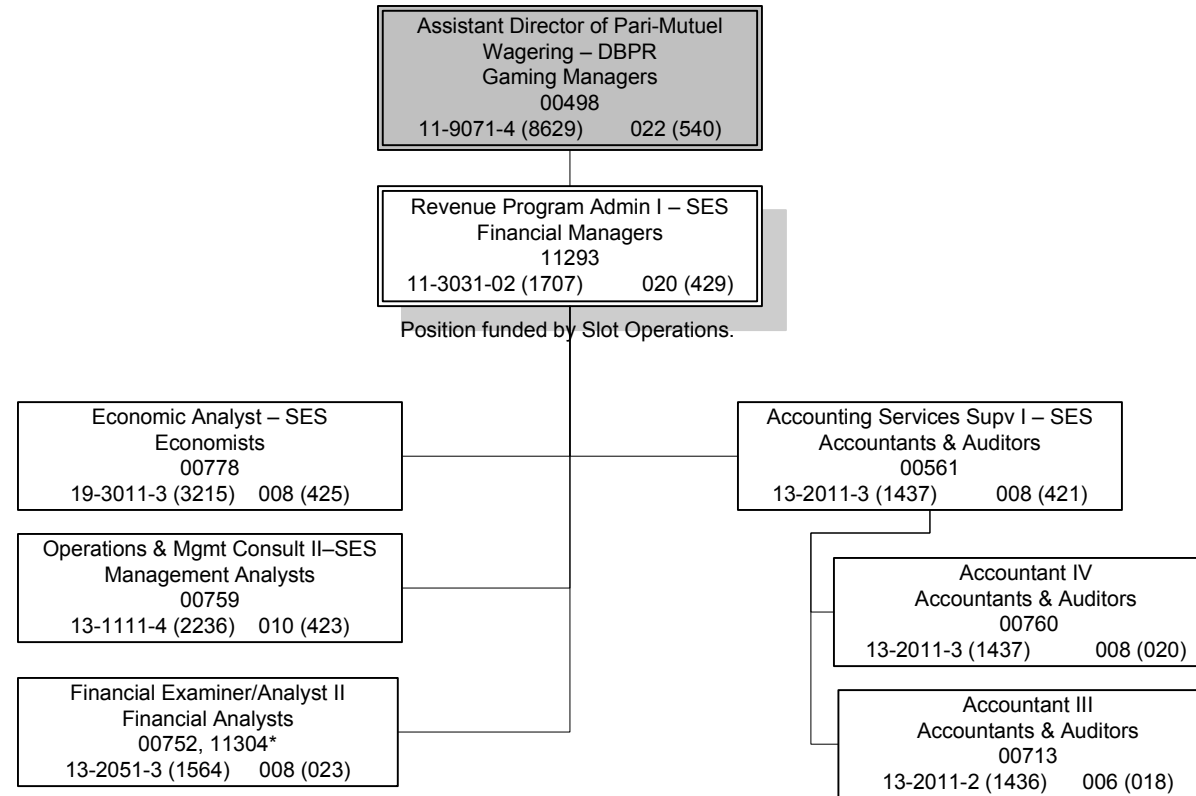 Assistant Director of Pari-Mutuel
Wagering – DBPR
Gaming Managers
00498
11-9071-4 (8629) 022 (540)
Revenue Program Admin I – SES
Financial Managers
11293
11-3031-02 (1707) 020 (429)
Position funded by Slot Operations.
Economic Analyst – SES
Economists
00778
19-3011-3 (3215) 008 (425)
Operations & Mgmt Consult II–SES
Management Analysts
00759
13-1111-4 (2236) 010 (423)
Financial Examiner/Analyst II
Financial Analysts
00752, 11304*
13-2051-3 (1564) 008 (023)
Accounting Services Supv I – SES
Accountants & Auditors
00561
13-2011-3 (1437) 008 (421)
Accountant IV
Accountants & Auditors
00760
13-2011-3 (1437) 008 (020)
Accountant III
Accountants & Auditors
00713
13-2011-2 (1436) 006 (018)